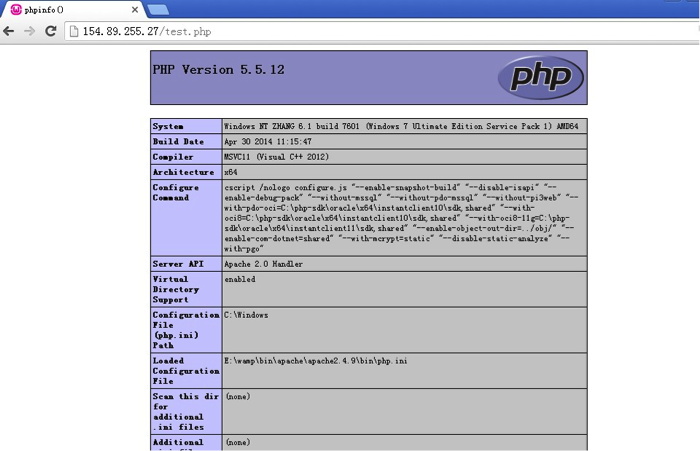 phpinfo()
154.89.255.27/test.php
PHP Version 5.5.12
php
System
Windows NT ZHANG 6.1 build 7601 (Windows 7 Ultimate Edition Service Pack 1) AMD64
Build Date
Apr 30 2014 11:15:47
Compiler
MSVC11 (Visual C++ 2012)
Architecture
x64
Configure
Command
cscript /nologo configure.js "--enable-snapshot-build" "--disable-isapi" "--
enable-debug-pack" "--without-mssql" "--without-pdo-mssql" "--without-pi3web" "--
with-pdo-oci=C:\php-sdk\oracle\x64\instantclient10\sdk,shared" "--with-
oci8=C:\php-sdk\oracle\x64\instantclient10\sdk,shared" "--with-oci8-11g=C:\php-
sdk\oracle\x64\instantclient11\sdk,shared" "--enable-object-out-dir=../obj/" "--
enable-com-dotnet=shared" "--with-mcrypt=static" "--disable-static-analyze" "--
with-pgo"
Server API
Apache 2.0 Handler
Virtual
Directory
Support
enabled
Configuration
File
(php.ini)
Path
C:\Windows
Loaded
Configuration
File
E:\wamp\bin\apache\apache2.4.9\bin\php.ini
Scan this dir
for
additional
.ini files
(none)
Additional
(none)